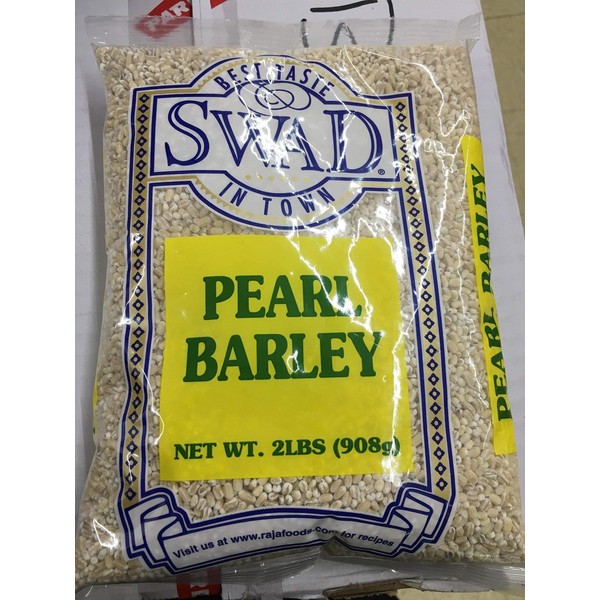 PAR
BEST TASTE
SWAD®
IN TOWN
PEARL
BARLEY
NET WT. 2LBS (908g)
PEARL BARLEY
Visit us at www.rajafoods.com for recipes